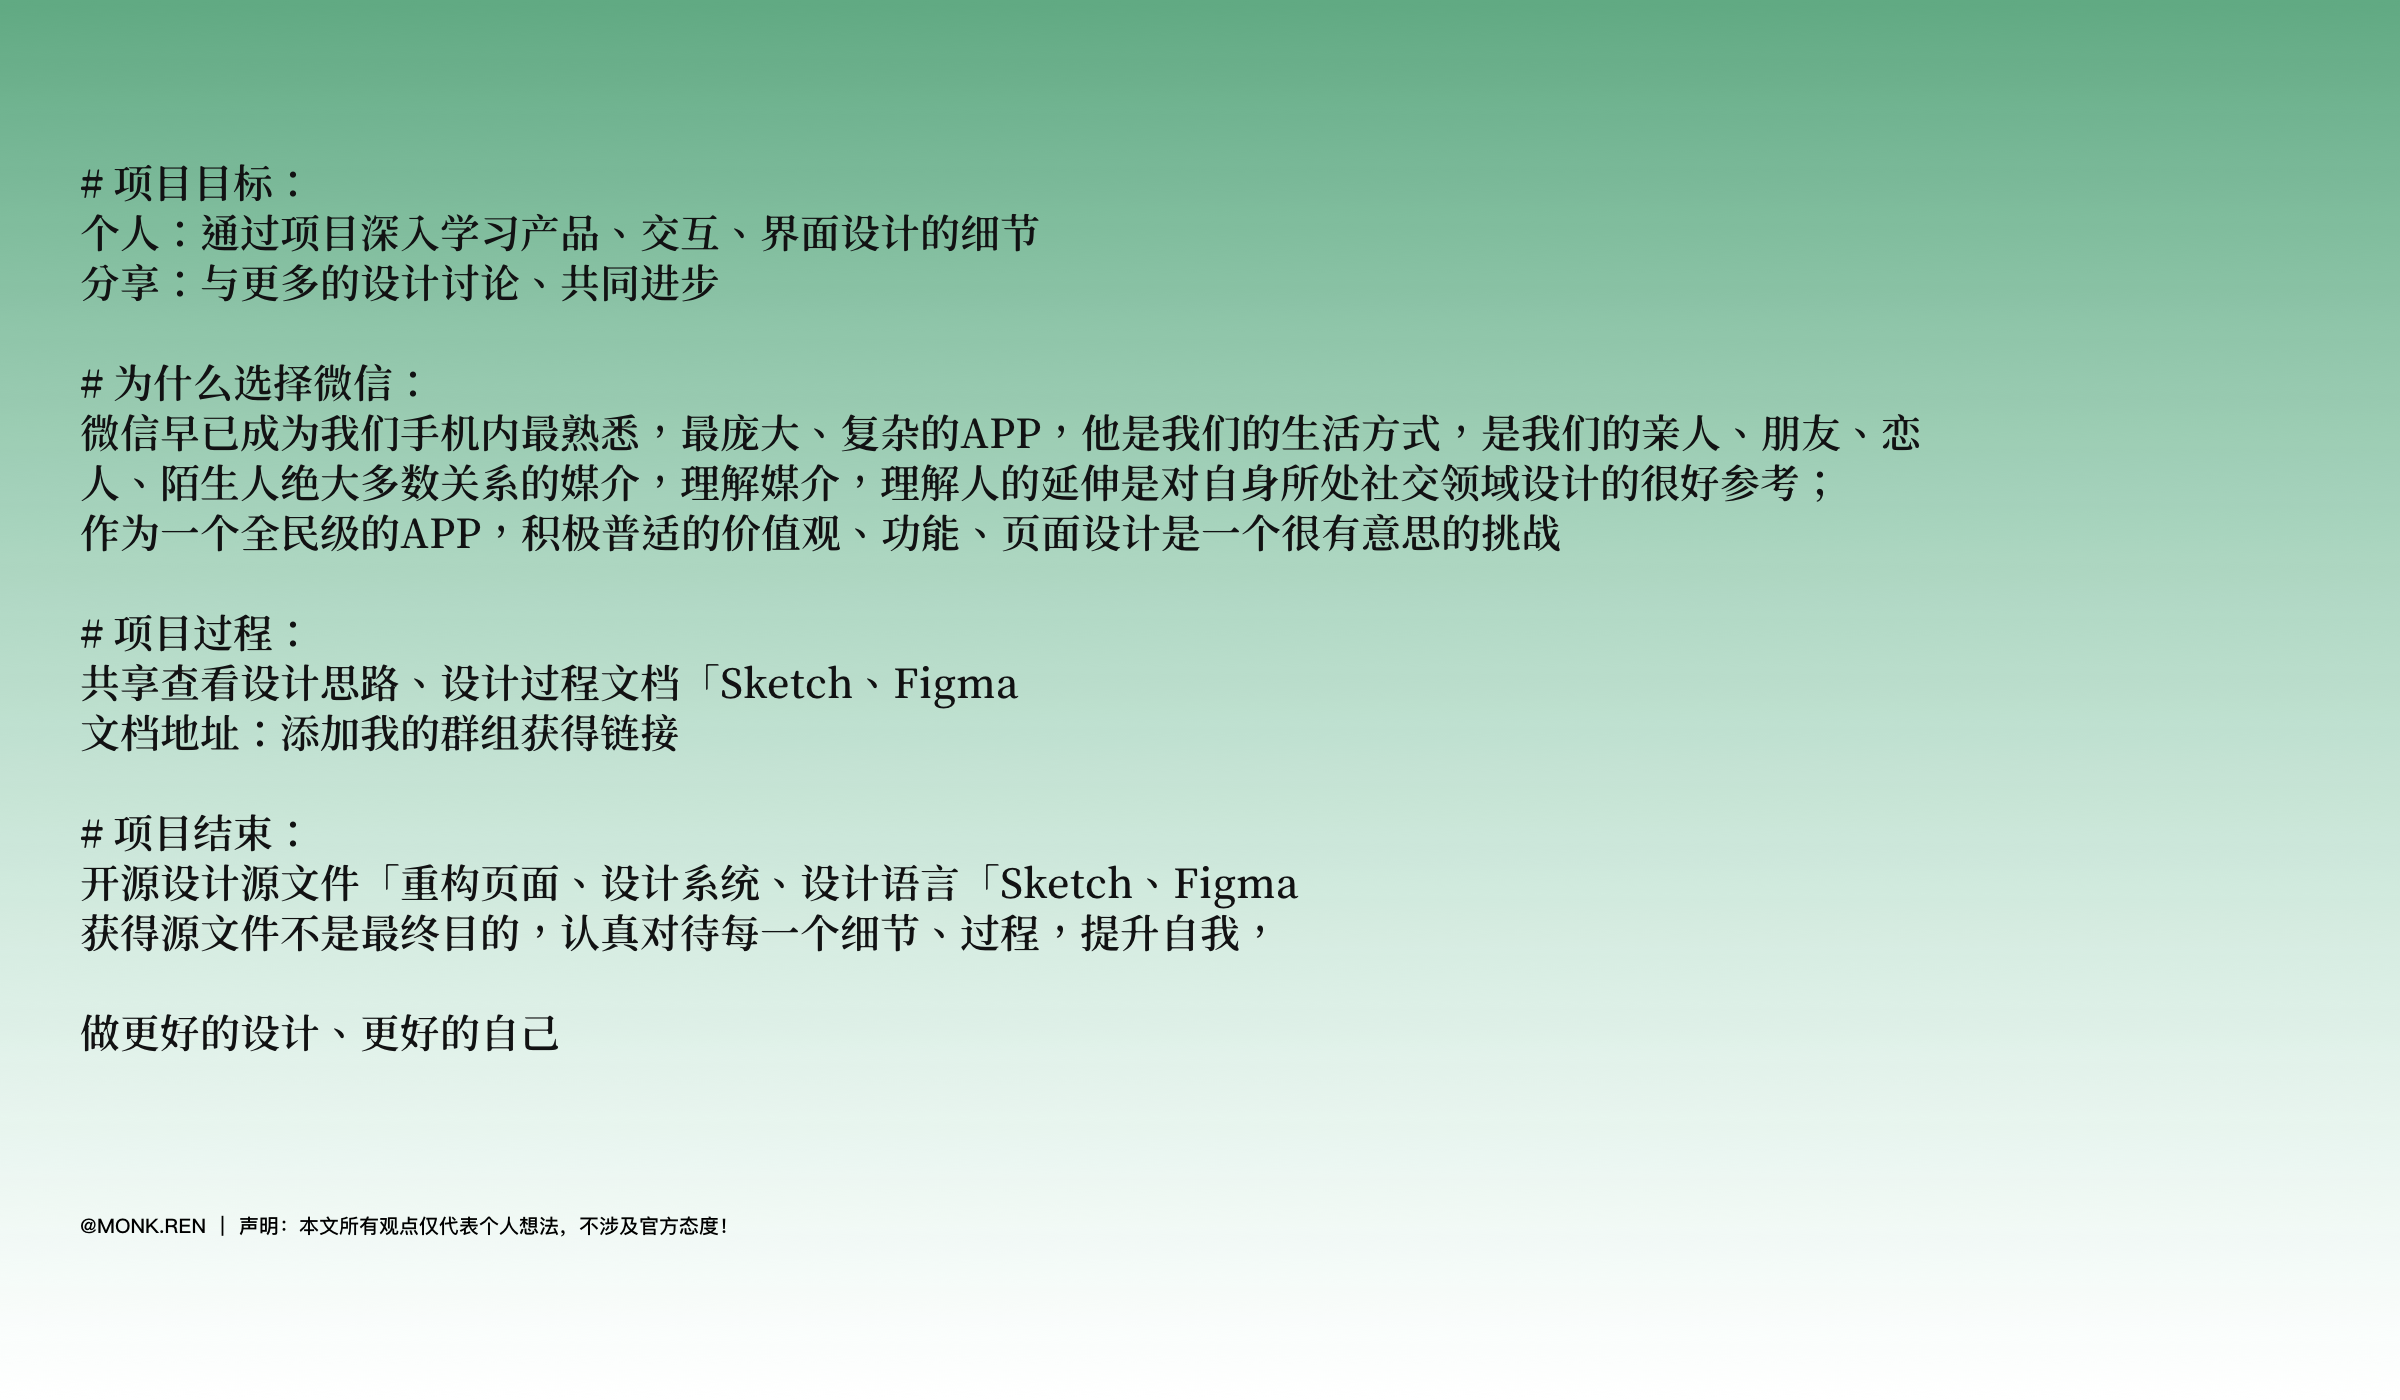 # 项目目标：
个人：通过项目深入学习产品、交互、界面设计的细节
分享：与更多的设计讨论、共同进步
# 为什么选择微信：
微信早已成为我们手机内最熟悉，最庞大、复杂的APP，他是我们的生活方式，是我们的亲人、朋友、恋
人、陌生人绝大多数关系的媒介，理解媒介，理解人的延伸是对自身所处社交领域设计的很好参考；
作为一个全民级的APP，积极普适的价值观、功能、页面设计是一个很有意思的挑战
# 项目过程：
共享查看设计思路、设计过程文档「Sketch、Figma
文档地址：添加我的群组获得链接
# 项目结束：
开源设计源文件「重构页面、设计系统、设计语言「Sketch、Figma
获得源文件不是最终目的，认真对待每一个细节、过程，提升自我，
做更好的设计、更好的自己
@MONK.REN ｜ 声明：本文所有观点仅代表个人想法，不涉及官方态度！